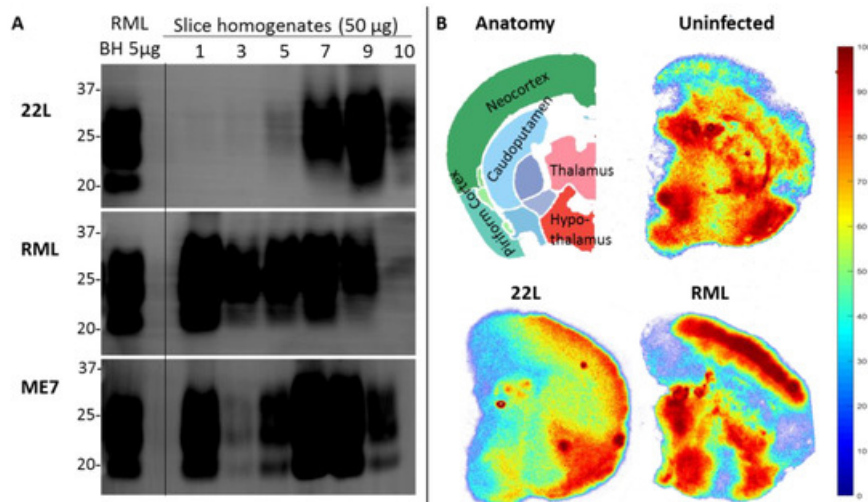 A
RML
BH 5µg
Slice homogenates (50 µg)
1 3 5 7 9 10
22L
37-
25-
20-
RML
37-
25-
20-
ME7
37-
25-
20-
B
Anatomy
Uninfected
Neocortex
Caudoputamen
Thalamus
Piriform Cortex
Hypo-
thalamus
22L
RML
100
90
80
70
60
50
40
30
20
10
0